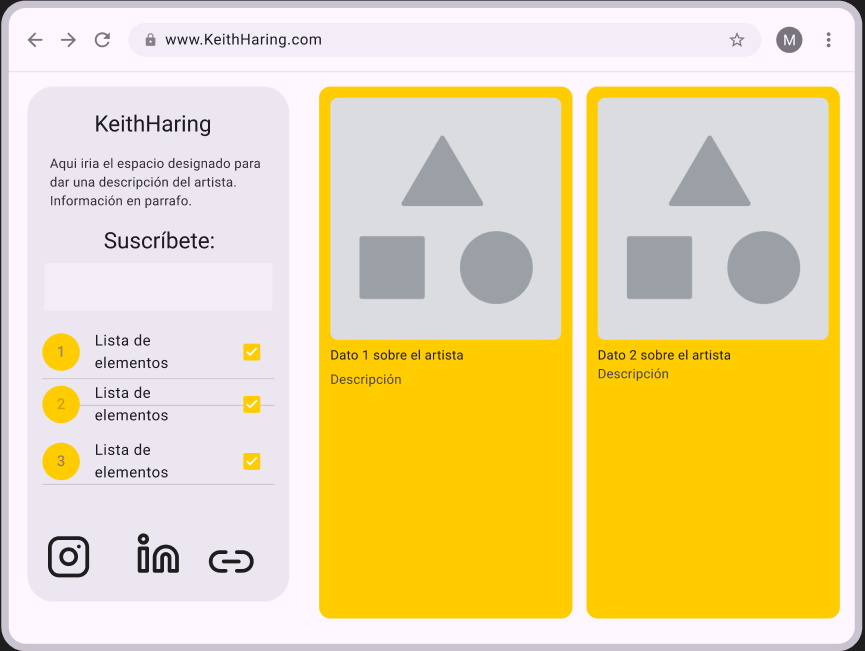 www.KeithHaring.com
M
KeithHaring
Aqui iria el espacio designado para
dar una descripción del artista.
Información en parrafo.
Suscríbete:
1
Lista de
elementos
2
Lista de
elementos
3
Lista de
elementos
in
Dato 1 sobre el artista
Descripción
Dato 2 sobre el artista
Descripción